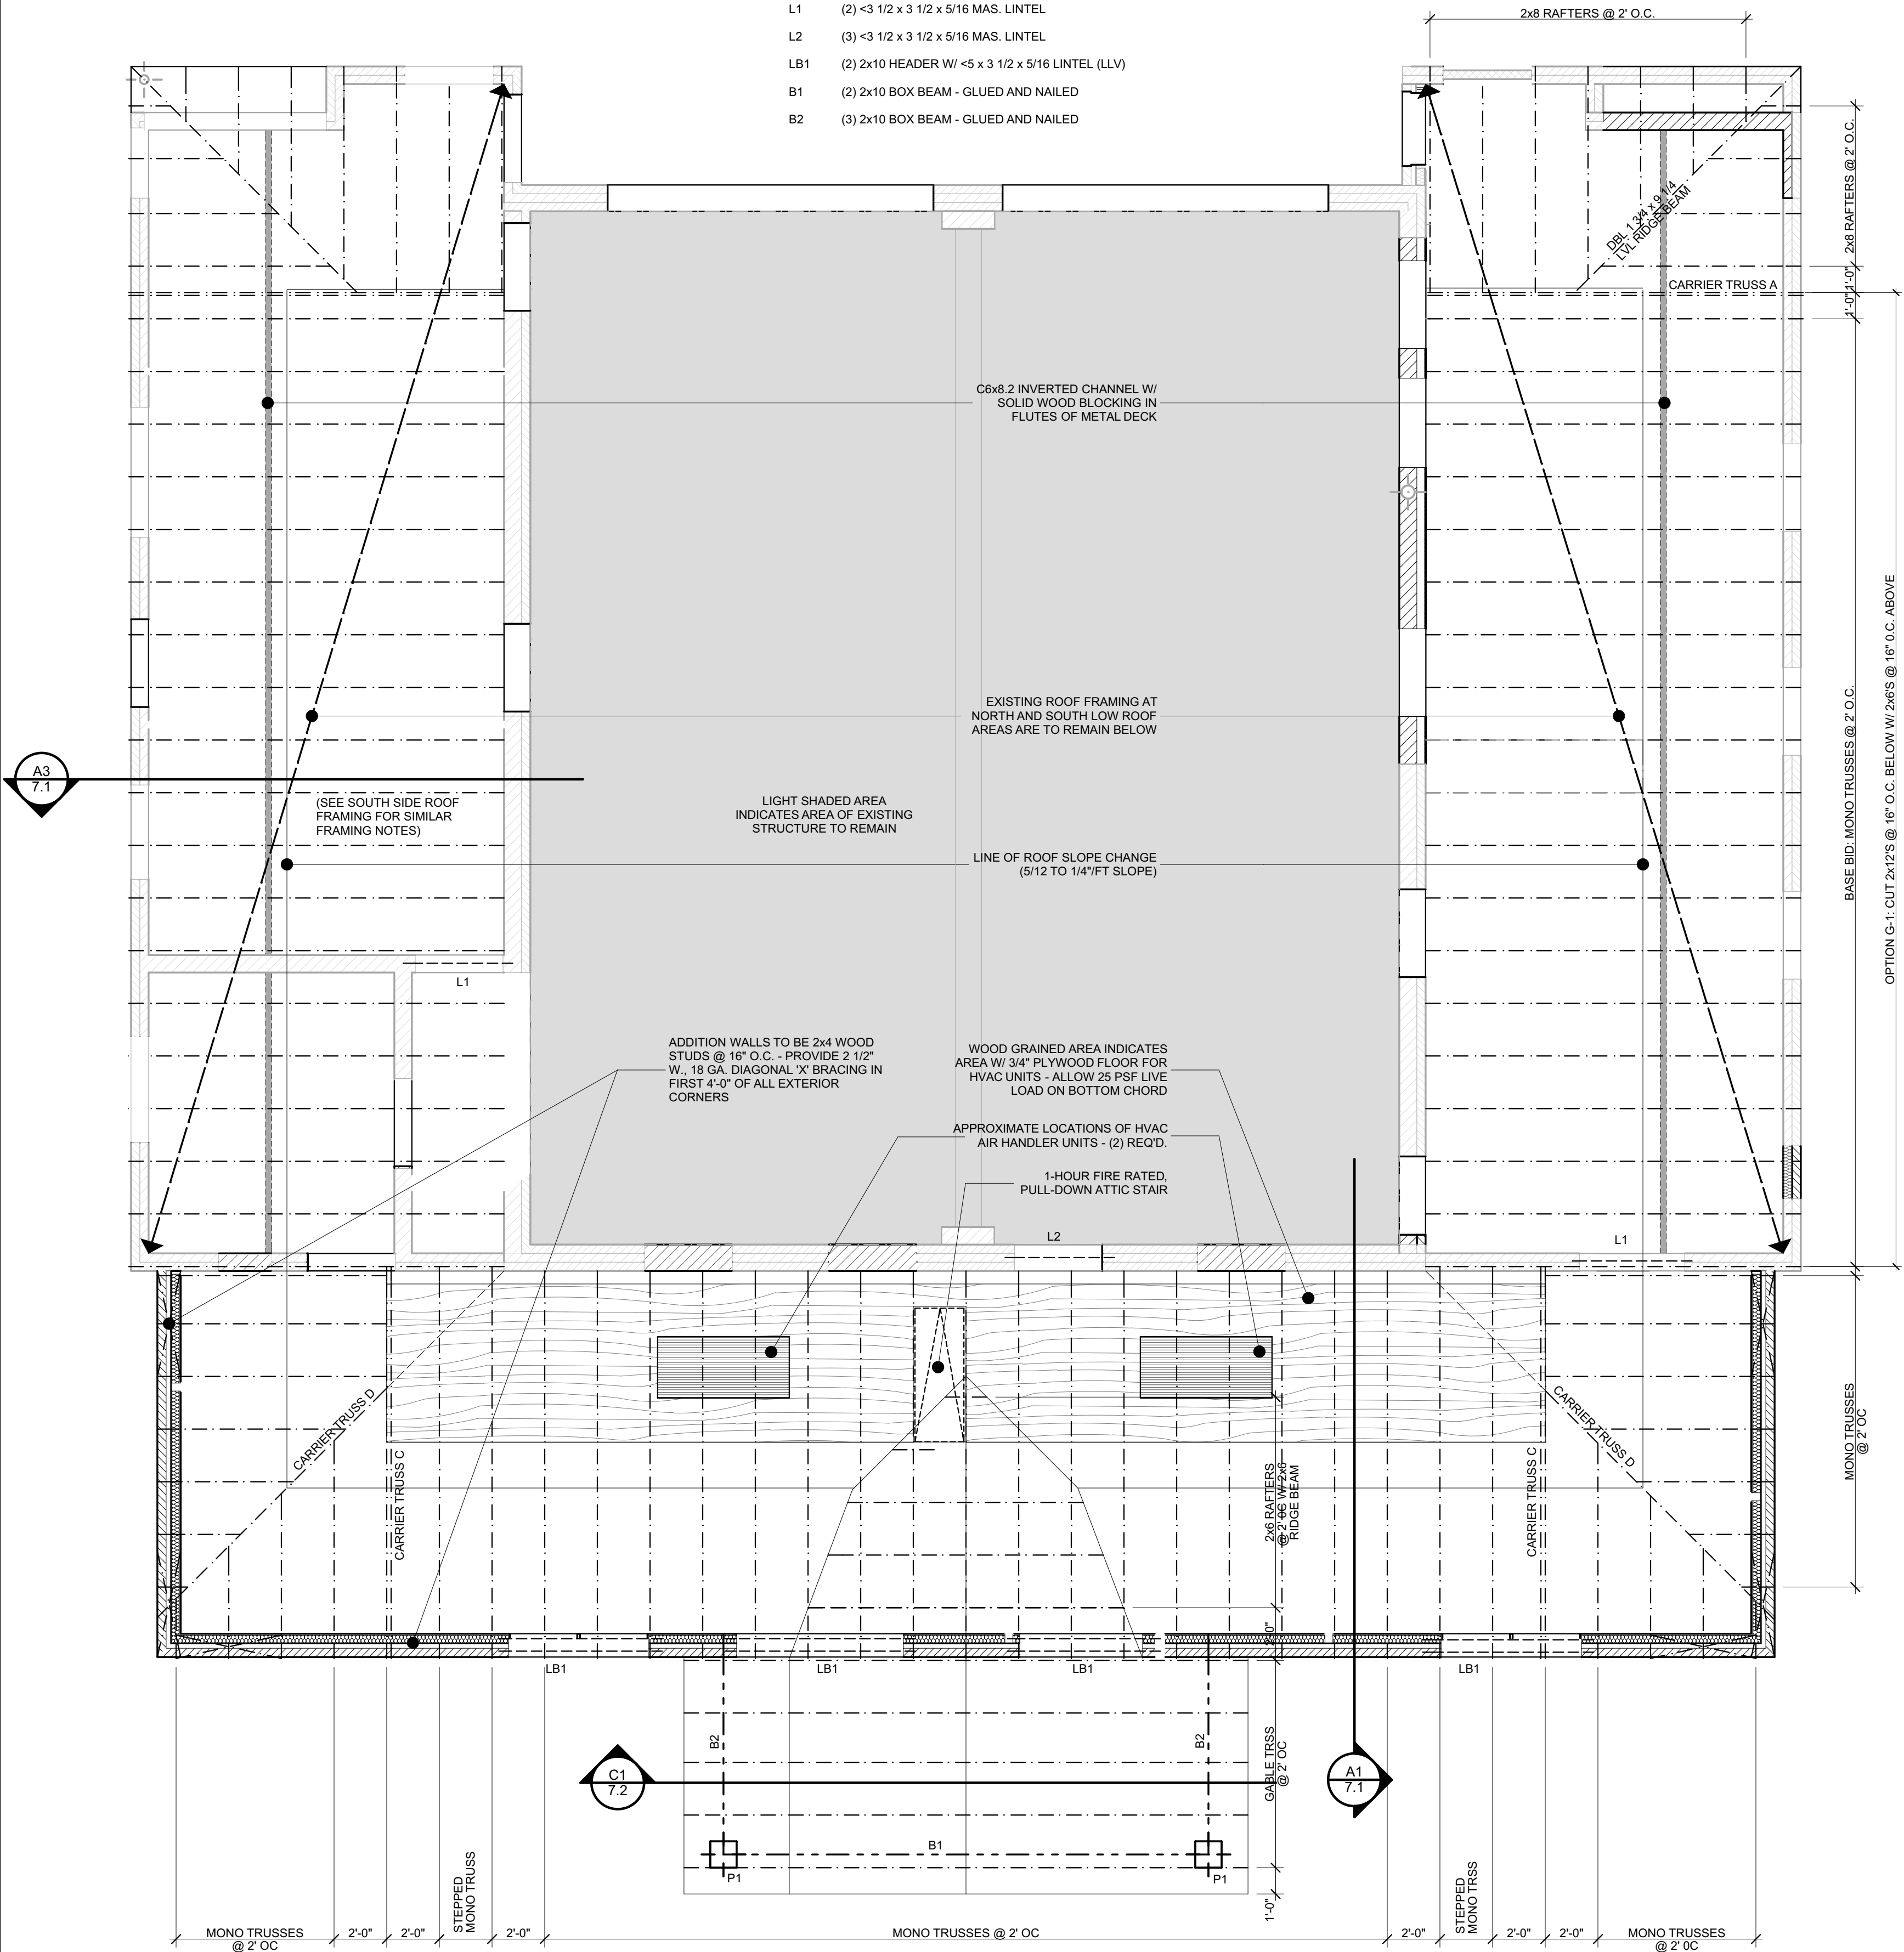 L1 (2) <3 1/2 x 3 1/2 x 5/16 MAS. LINTEL
L2 (3) <3 1/2 x 3 1/2 x 5/16 MAS. LINTEL
LB1 (2) 2x10 HEADER W/ <5 x 3 1/2 x 5/16 LINTEL (LLV)
B1 (2) 2x10 BOX BEAM - GLUED AND NAILED
B2 (3) 2x10 BOX BEAM - GLUED AND NAILED
2x8 RAFTERS @ 2' O.C.
2x8 RAFTERS @ 2' O.C.
1'-0"
1'-0"
DBL 1 3/4 x 9 1/4
LVL RIDGE BEAM
CARRIER TRUSS A
C6x8.2 INVERTED CHANNEL W/
SOLID WOOD BLOCKING IN
FLUTES OF METAL DECK
EXISTING ROOF FRAMING AT
NORTH AND SOUTH LOW ROOF
AREAS ARE TO REMAIN BELOW
BASE BID: MONO TRUSSES @ 2' O.C.
OPTION G-1: CUT 2x12'S @ 16" O.C. BELOW W/ 2x6'S @ 16" 0.C. ABOVE
A3
7.1
(SEE SOUTH SIDE ROOF
FRAMING FOR SIMILAR
FRAMING NOTES)
LIGHT SHADED AREA
INDICATES AREA OF EXISTING
STRUCTURE TO REMAIN
LINE OF ROOF SLOPE CHANGE
(5/12 TO 1/4"/FT SLOPE)
L1
ADDITION WALLS TO BE 2x4 WOOD
STUDS @ 16" O.C. - PROVIDE 2 1/2"
W., 18 GA. DIAGONAL 'X' BRACING IN
FIRST 4'-0" OF ALL EXTERIOR
CORNERS
WOOD GRAINED AREA INDICATES
AREA W/ 3/4" PLYWOOD FLOOR FOR
HVAC UNITS - ALLOW 25 PSF LIVE
LOAD ON BOTTOM CHORD
APPROXIMATE LOCATIONS OF HVAC
AIR HANDLER UNITS - (2) REQ'D.
1-HOUR FIRE RATED,
PULL-DOWN ATTIC STAIR
L2
L1
CARRIER TRUSS D
CARRIER TRUSS C
2x6 RAFTERS
@ 2' 0C W/ 2x6
RIDGE BEAM
CARRIER TRUSS C
CARRIER TRUSS D
MONO TRUSSES
@ 2' OC
2'-0"
LB1
LB1
LB1
LB1
B2
B2
GABLE TRSS
@ 2' OC
C1
7.2
A1
7.1
B1
P1
P1
1'-0"
STEPPED
MONO TRUSS
STEPPED
MONO TRSS
MONO TRUSSES
@ 2' OC
2'-0"
2'-0"
2'-0"
MONO TRUSSES @ 2' OC
2'-0"
2'-0"
2'-0"
MONO TRUSSES
@ 2' 0C